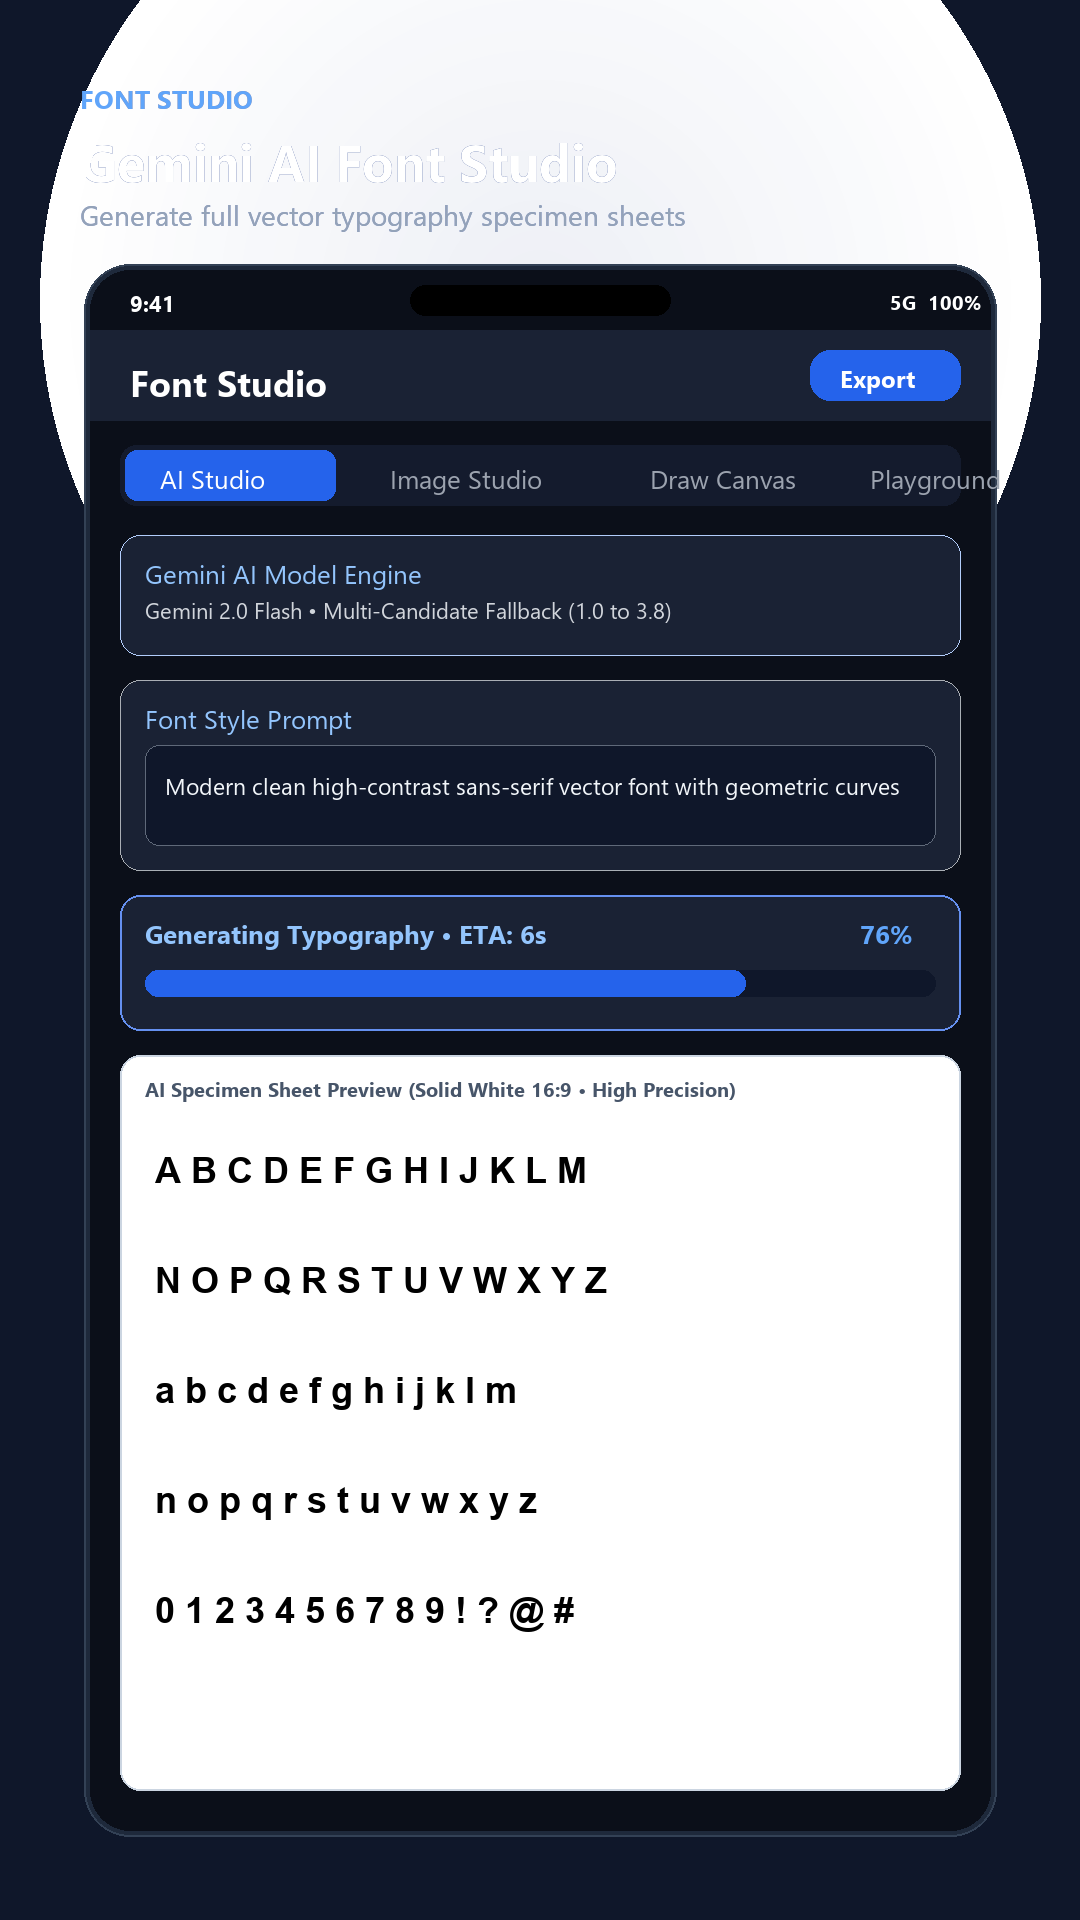 FONT STUDIO
Gemini AI Font Studio
Generate full vector typography specimen sheets
9:41
5G 100%
Font Studio
Export
AI Studio
Image Studio
Draw Canvas
Playground
Gemini AI Model Engine
Gemini 2.0 Flash • Multi-Candidate Fallback (1.0 to 3.8)
Font Style Prompt
Modern clean high-contrast sans-serif vector font with geometric curves
Generating Typography • ETA: 6s
76%
AI Specimen Sheet Preview (Solid White 16:9 • High Precision)
A B C D E F G H I J K L M
N O P Q R S T U V W X Y Z
a b c d e f g h i j k l m
n o p q r s t u v w x y z
0 1 2 3 4 5 6 7 8 9 ! ? @ #